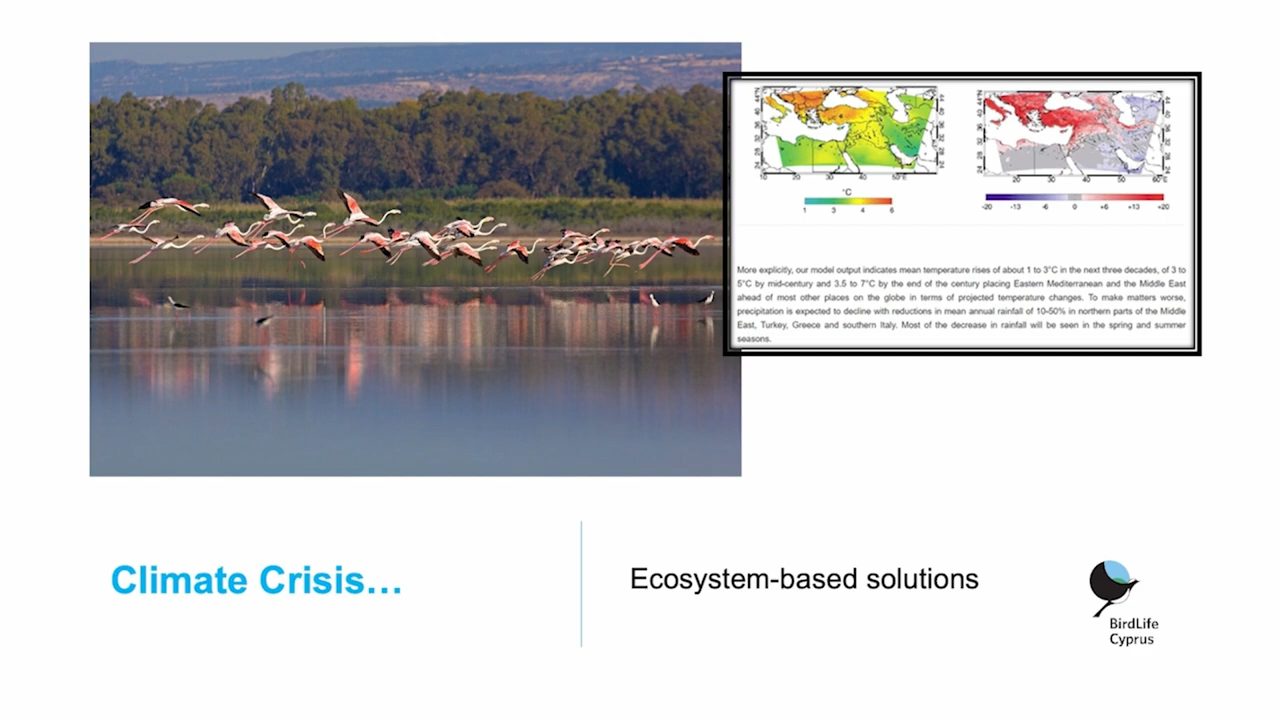 °C
1 3 4 6
-20 -13 -6 0 +6 +13 +20
More explicitly, our model output indicates mean temperature rises of about 1 to 3°C in the next three decades, of 3 to
5°C by mid-century and 3.5 to 7°C by the end of the century placing Eastern Mediterranean and the Middle East
ahead of most other places on the globe in terms of projected temperature changes. To make matters worse,
precipitation is expected to decline with reductions in mean annual rainfall of 10-50% in northern parts of the Middle
East, Turkey, Greece and southern Italy. Most of the decrease in rainfall will be seen in the spring and summer
seasons.
Climate Crisis…
Ecosystem-based solutions
BirdLife
Cyprus